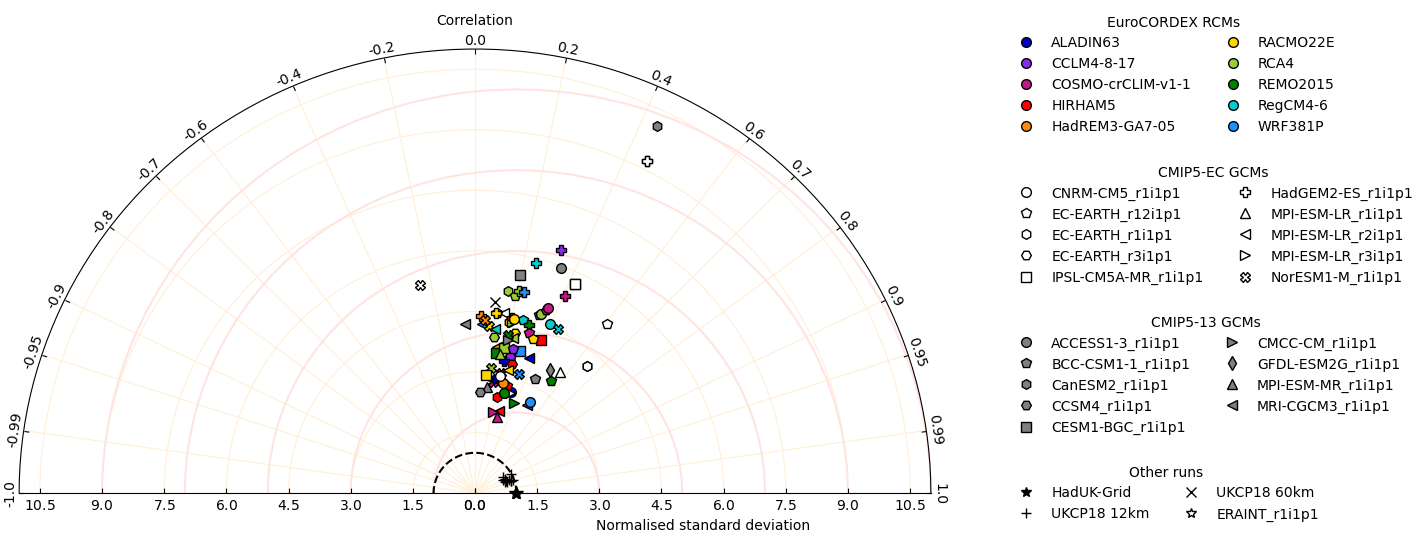 Correlation
-1.0
-0.99
-0.95
-0.9
-0.8
-0.7
-0.6
-0.4
-0.2
0.0
0.2
0.4
0.6
0.7
0.8
0.9
0.95
0.99
1.0
10.5 9.0 7.5 6.0 4.5 3.0 1.5 0.0 1.5 3.0 4.5 6.0 7.5 9.0 10.5
Normalised standard deviation
EuroCORDEX RCMs
ALADIN63
CCLM4-8-17
COSMO-crCLIM-v1-1
HIRHAM5
HadREM3-GA7-05
RACMO22E
RCA4
REMO2015
RegCM4-6
WRF381P
CMIP5-EC GCMs
CNRM-CM5_r1i1p1
EC-EARTH_r12i1p1
EC-EARTH_r1i1p1
EC-EARTH_r3i1p1
IPSL-CM5A-MR_r1i1p1
HadGEM2-ES_r1i1p1
MPI-ESM-LR_r1i1p1
MPI-ESM-LR_r2i1p1
MPI-ESM-LR_r3i1p1
NorESM1-M_r1i1p1
CMIP5-13 GCMs
ACCESS1-3_r1i1p1
BCC-CSM1-1_r1i1p1
CanESM2_r1i1p1
CCSM4_r1i1p1
CESM1-BGC_r1i1p1
CMCC-CM_r1i1p1
GFDL-ESM2G_r1i1p1
MPI-ESM-MR_r1i1p1
MRI-CGCM3_r1i1p1
Other runs
HadUK-Grid
UKCP18 12km
UKCP18 60km
ERAINT_r1i1p1